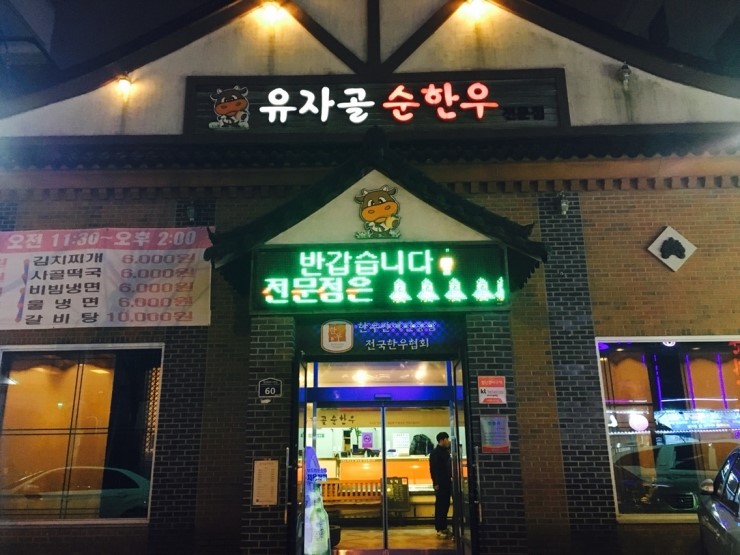 유자골 순한우
오전 11:30~오후 2:00
김치찌개 6,000원
사골떡국 6,000원
비빔냉면 6,000원
물냉면 6,000원
갈비탕 10,000원
반갑습니다
전문점은
전국한우협회
60
골순한우